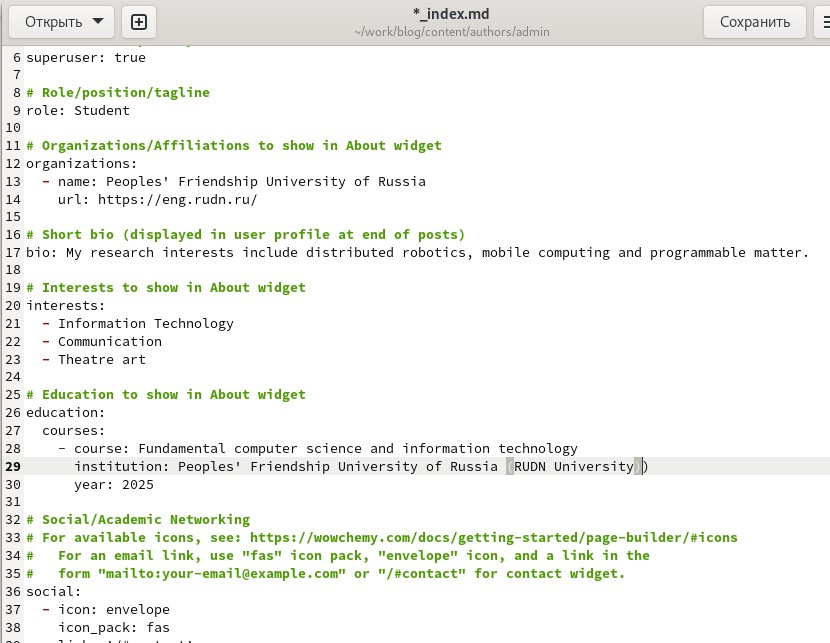 Открыть
*_index.md
~/work/blog/content/authors/admin
Сохранить
6 superuser: true
7
8 # Role/position/tagline
9 role: Student
10
11 # Organizations/Affiliations to show in About widget
12 organizations:
13   - name: Peoples' Friendship University of Russia
14     url: https://eng.rudn.ru/
15
16 # Short bio (displayed in user profile at end of posts)
17 bio: My research interests include distributed robotics, mobile computing and programmable matter.
18
19 # Interests to show in About widget
20 interests:
21   - Information Technology
22   - Communication
23   - Theatre art
24
25 # Education to show in About widget
26 education:
27   courses:
28     - course: Fundamental computer science and information technology
29       institution: Peoples' Friendship University of Russia (RUDN University))
30       year: 2025
31
32 # Social/Academic Networking
33 # For available icons, see: https://wowchemy.com/docs/getting-started/page-builder/#icons
34 #   For an email link, use "fas" icon pack, "envelope" icon, and a link in the
35 #   form "mailto:your-email@example.com" or "/#contact" for contact widget.
36 social:
37   - icon: envelope
38     icon_pack: fas